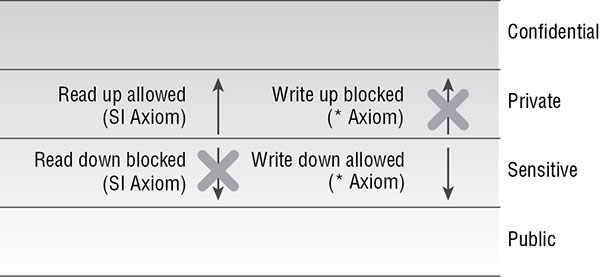 Confidential
Read up allowed
(SI Axiom)
Write up blocked
(* Axiom)
Private
Read down blocked
(SI Axiom)
Write down allowed
(* Axiom)
Sensitive
Public